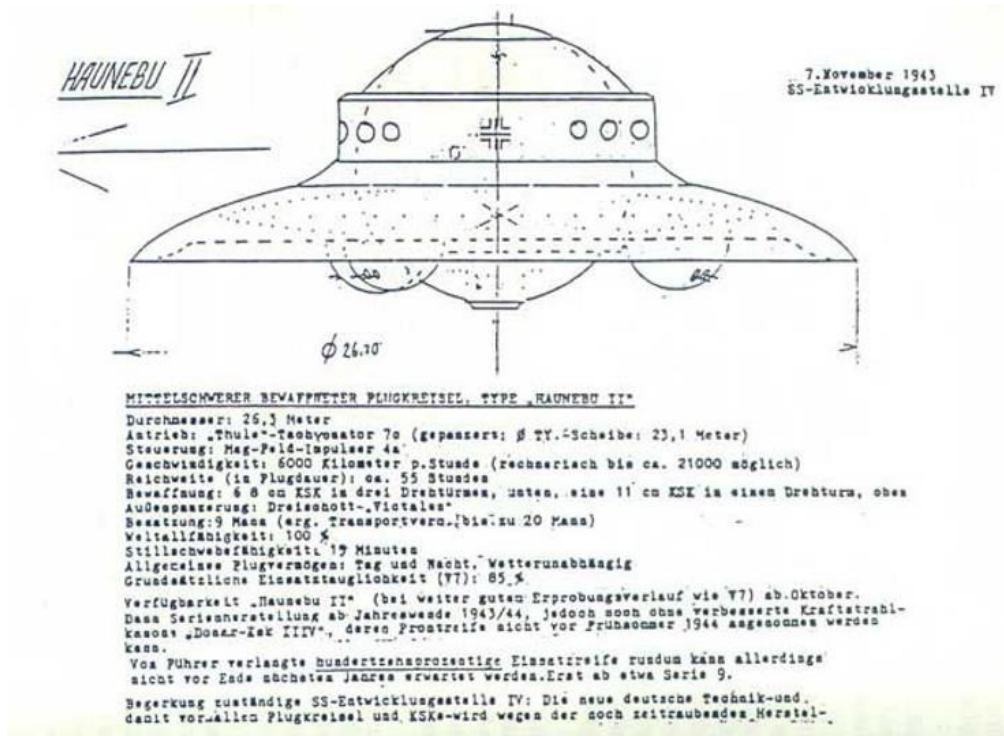 HAUNEBU II
7.November 1943
SS-Entwicklungsstelle IV
Ø 26.30
MITTELSCHWERER BEWAFFNETER FLUGKREISEL, TYPE „HAUNEBU II"
Durchmesser: 26,3 Meter
Antrieb: „Thule"-Tachyonator 7c (gepanzert; Ø TY.-Scheibe: 23,1 Meter)
Steuerung: Mag-Feld-Impulser 4a
Geschwindigkeit: 6000 Kilometer p.Stunde (rechnerisch bis ca. 21000 möglich)
Reichweite (in Flugdauer): ca. 55 Stunden
Bewaffnung: 6 8 cm KSK in drei Drehtürmen, unten, eine 11 cm KSK in einem Drehturm, oben
Außenpanzerung: Dreischott-„Victalen"
Besatzung:9 Mann (erg. Transportverm. bis zu 20 Mann)
Weltallfähigkeit: 100 %
Stillschwebefähigkeit: 19 Minuten
Allgemeines Flugvermögen: Tag und Nacht, Wetterunabhängig
Grundsätzliche Einsatztauglichkeit (V7): 85 %
Verfügbarkeit „Haunebu II" (bei weiter guten Erprobungsverlauf wie V7) ab.Oktober.
Dann Serienherstellung ab Jahreswende 1943/44, jedoch noch ohne verbesserte Kraftstrahl-
kanone „Donar-Ksk IIIV", deren Frontreife nicht vor Frühsommer 1944 angenommen werden
kann.
Von Führer verlangte hundertzehnprozentige Einsatzreife rundum kann allerdings
nicht vor Ende nächsten Jahres erwartet werden.Erst ab etwa Serie 9.
Begerkung zuständige SS-Entwicklungsstelle IV: Die neue deutsche Technik-und
damit vor allen Flugkreisel und KSKs-wird wegen der noch zeitraubenden Herstel-